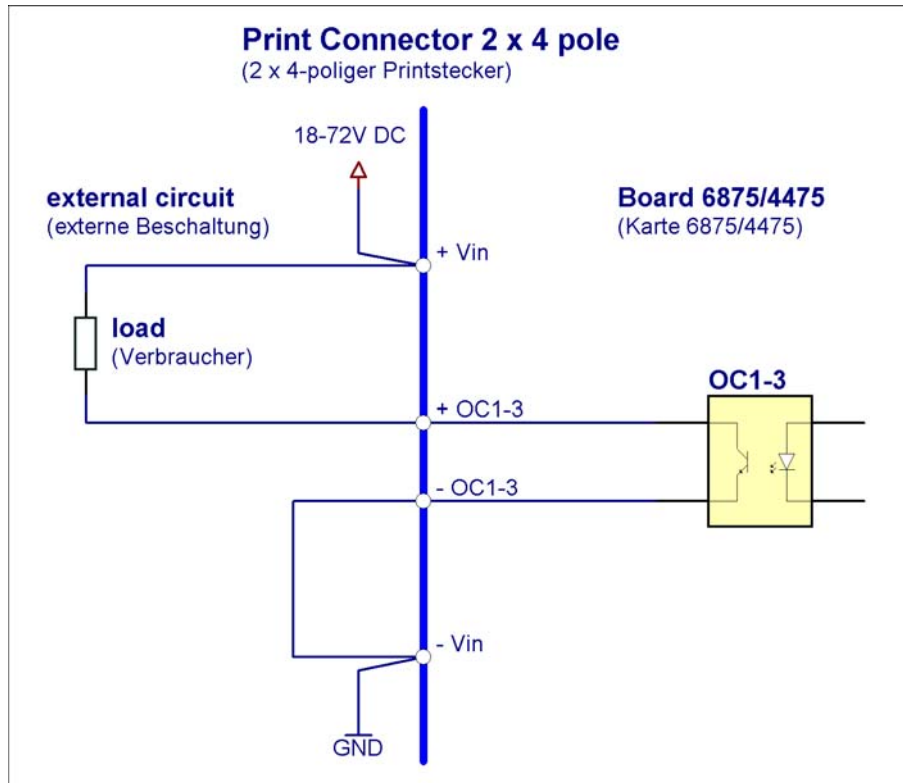 Print Connector 2 x 4 pole
(2 x 4-poliger Printstecker)
18-72V DC
external circuit
(externe Beschaltung)
Board 6875/4475
(Karte 6875/4475)
+ Vin
load
(Verbraucher)
OC1-3
+ OC1-3
- OC1-3
- Vin
GND